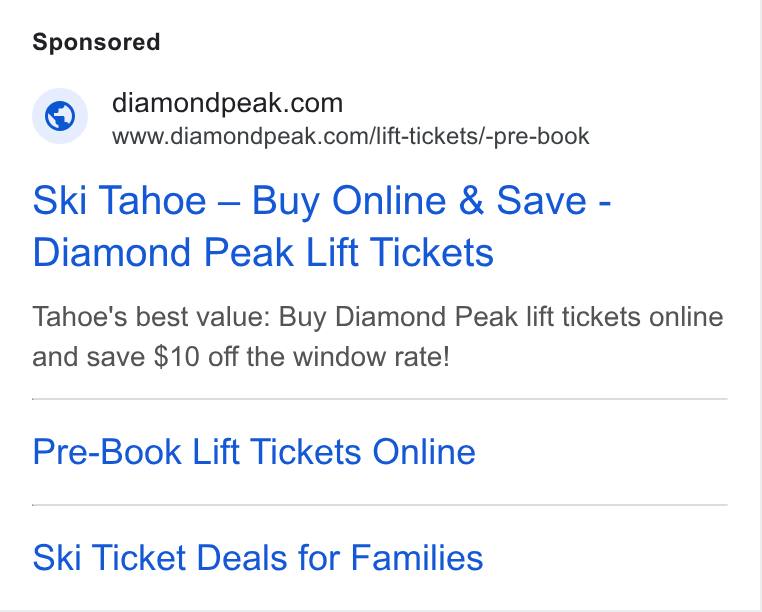 Sponsored
diamondpeak.com
www.diamondpeak.com/lift-tickets/-pre-book
Ski Tahoe – Buy Online & Save -
Diamond Peak Lift Tickets
Tahoe's best value: Buy Diamond Peak lift tickets online
and save $10 off the window rate!
Pre-Book Lift Tickets Online
Ski Ticket Deals for Families